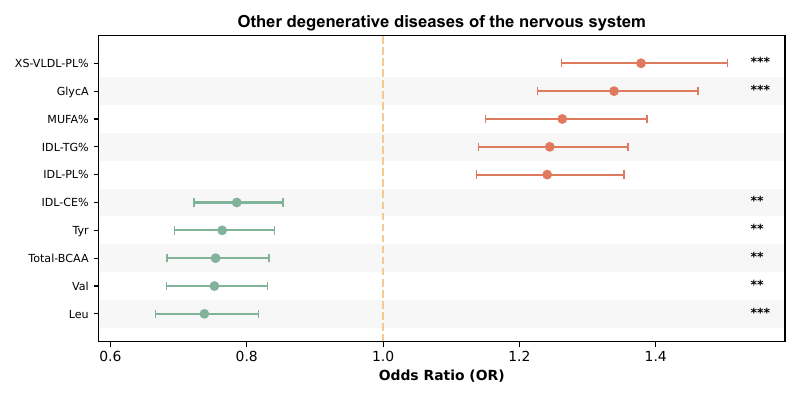 Other degenerative diseases of the nervous system
XS-VLDL-PL% ***
GlycA ***
MUFA%
IDL-TG%
IDL-PL%
IDL-CE% **
Tyr **
Total-BCAA **
Val **
Leu ***
0.6 0.8 1.0 1.2 1.4
Odds Ratio (OR)